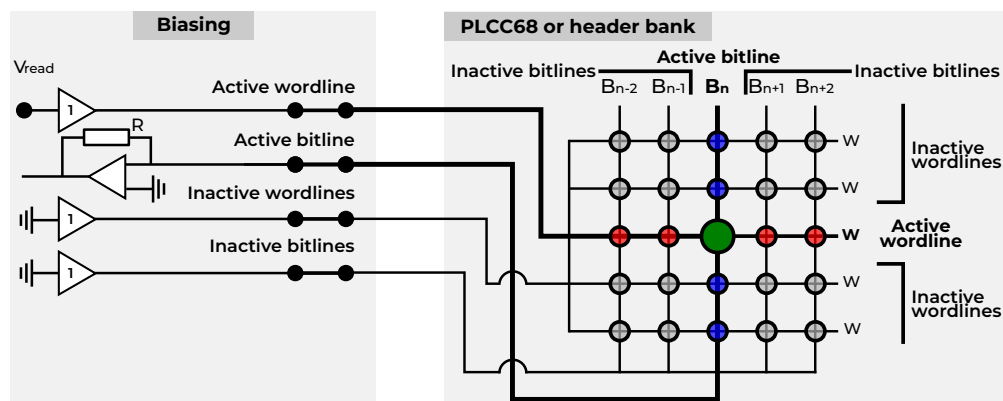 Biasing
PLCC68 or header bank
Vread
1
Active wordline
R
Active bitline
Inactive wordlines
1
Inactive bitlines
1
Active bitline
Inactive bitlines
Inactive bitlines
Bn-2 Bn-1 Bn Bn+1 Bn+2
W
Inactive
wordlines
W
W
Active
wordline
W
Inactive
wordlines
W